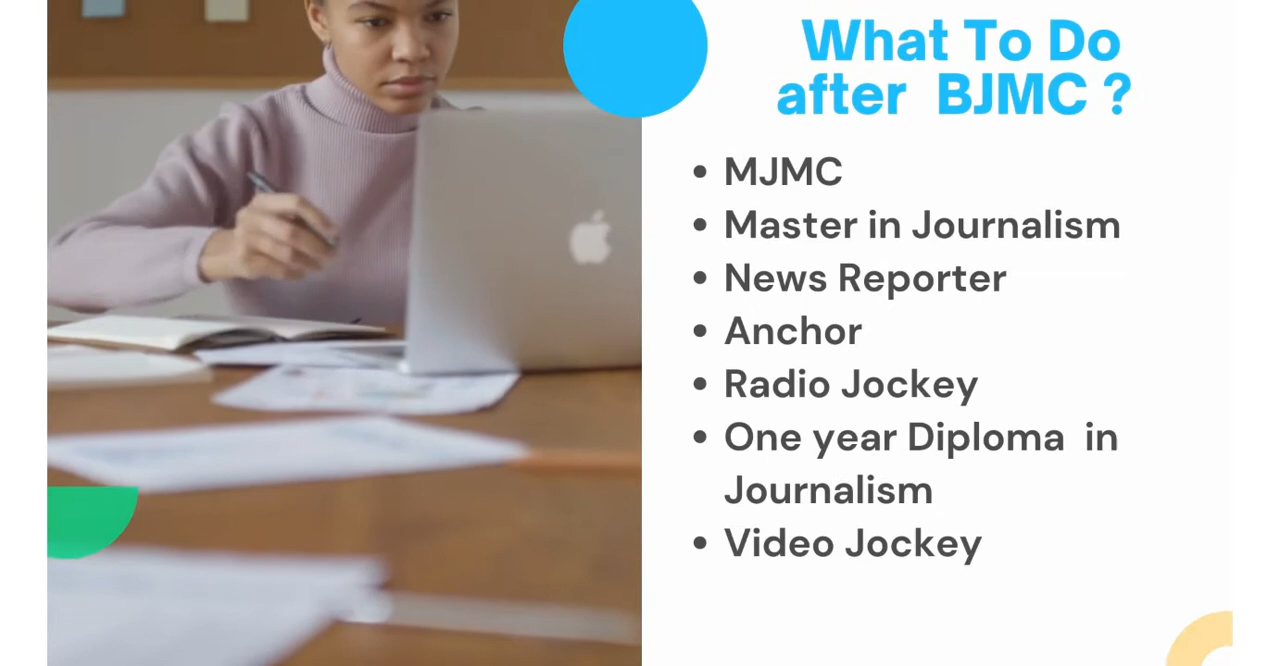 What To Do
after BJMC ?
• MJMC
• Master in Journalism
• News Reporter
• Anchor
• Radio Jockey
• One year Diploma in
Journalism
• Video Jockey